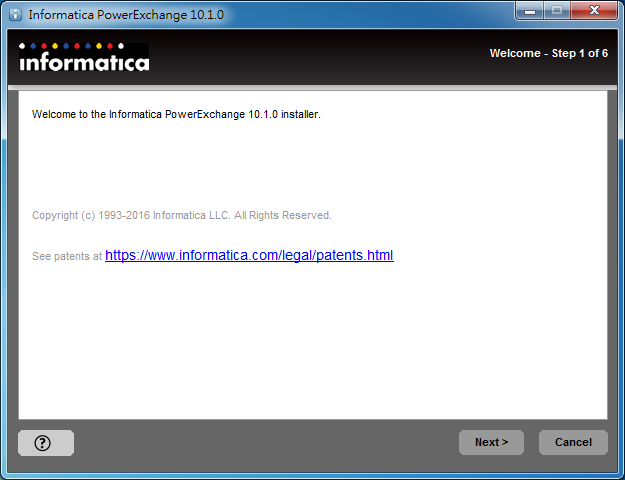 Informatica PowerExchange 10.1.0
informatica
Welcome - Step 1 of 6
Welcome to the Informatica PowerExchange 10.1.0 installer.
Copyright (c) 1993-2016 Informatica LLC. All Rights Reserved.
See patents at https://www.informatica.com/legal/patents.html
?
Next >
Cancel